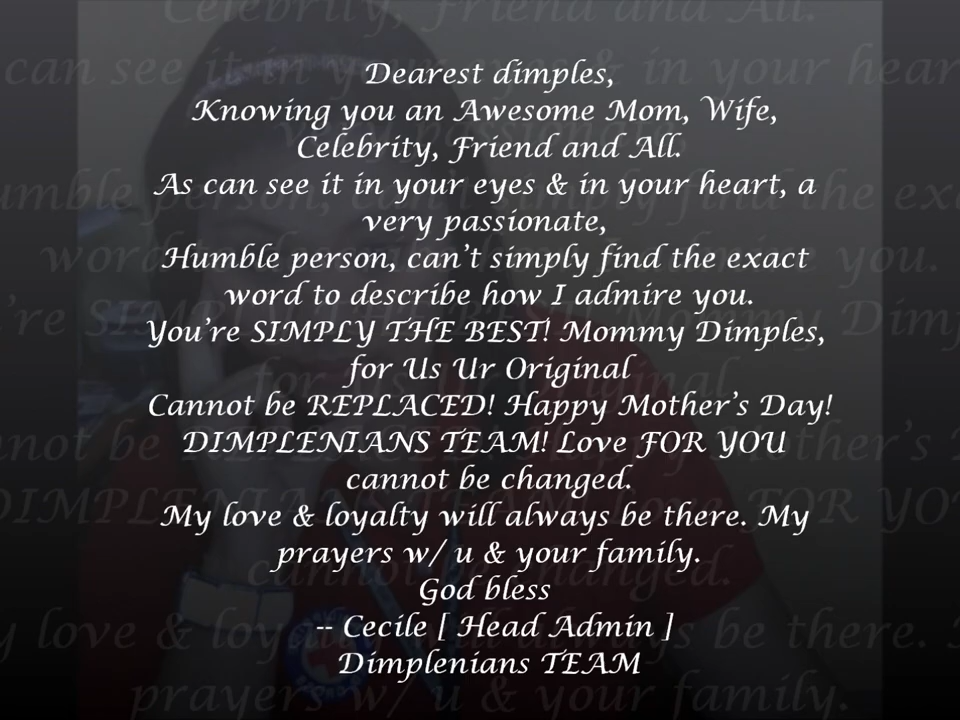 Dearest dimples,
Knowing you an Awesome Mom, Wife,
Celebrity, Friend and All.
As can see it in your eyes & in your heart, a
very passionate,
Humble person, can't simply find the exact
word to describe how I admire you.
You're SIMPLY THE BEST! Mommy Dimples,
for Us Ur Original
Cannot be REPLACED! Happy Mother's Day!
DIMPLENIANS TEAM! Love FOR YOU
cannot be changed.
My love & loyalty will always be there. My
prayers w/ u & your family.
God bless
-- Cecile [ Head Admin ]
Dimplenians TEAM